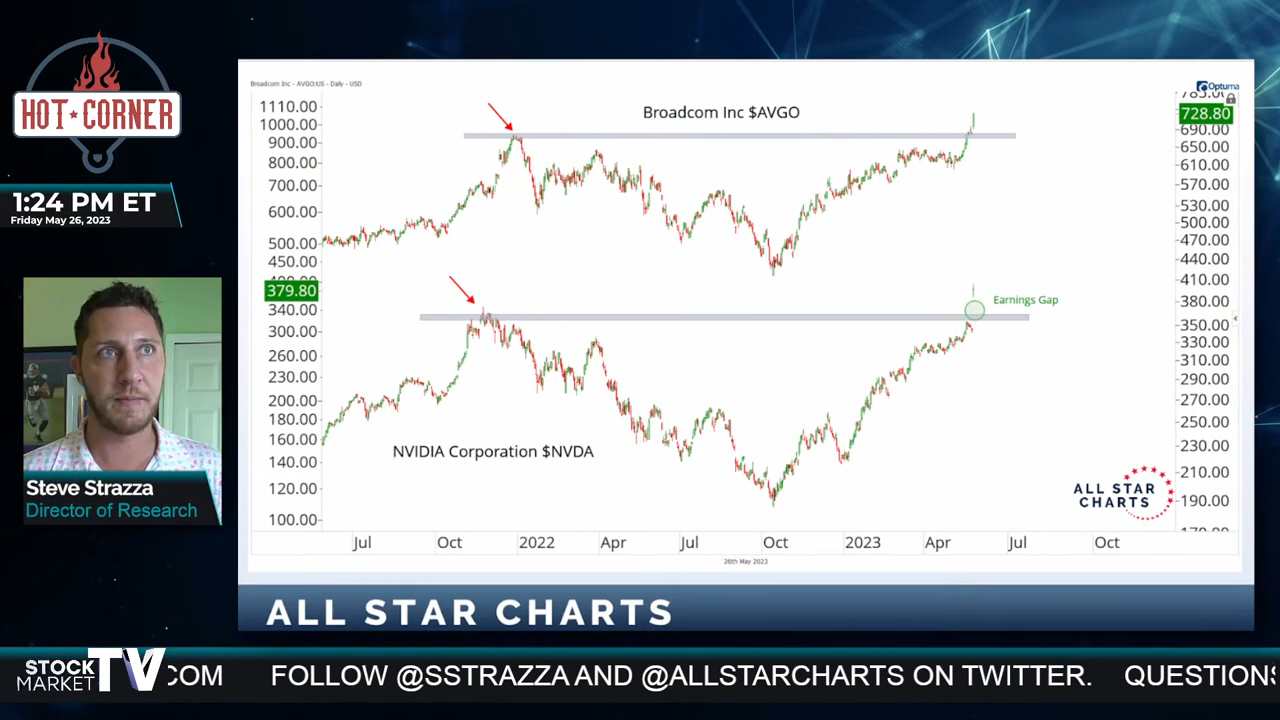 HOT★CORNER
1:24 PM ET
Friday May 26, 2023
Steve Strazza
Director of Research
Broadcom Inc - AVGO:US - Daily - USD
Optuma
Broadcom Inc $AVGO
1110.00
1000.00
900.00
800.00
700.00
600.00
500.00
450.00
400.00
379.80
340.00
300.00
260.00
230.00
200.00
180.00
160.00
140.00
120.00
100.00
728.80
690.00
650.00
610.00
570.00
530.00
500.00
470.00
440.00
410.00
380.00
350.00
330.00
310.00
290.00
270.00
250.00
230.00
210.00
190.00
Earnings Gap
NVIDIA Corporation $NVDA
ALL STAR
CHARTS
Jul Oct 2022 Apr Jul Oct 2023 Apr Jul Oct
26th May 2023
ALL STAR CHARTS
STOCK
MARKET
TV
.COM FOLLOW @SSTRAZZA AND @ALLSTARCHARTS ON TWITTER. QUESTIONS